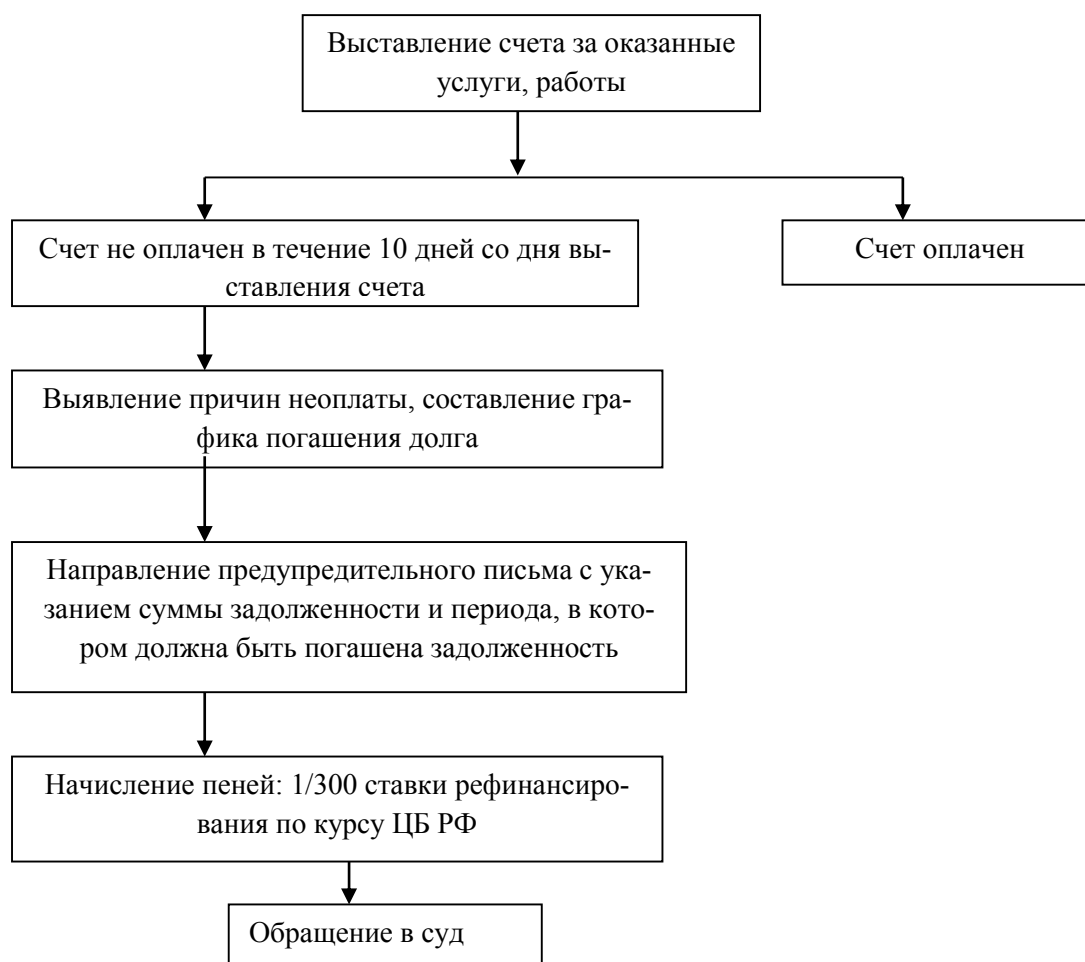 Выставление счета за оказанные
услуги, работы
Счет не оплачен в течение 10 дней со дня вы-
ставления счета
Счет оплачен
Выявление причин неоплаты, составление гра-
фика погашения долга
Направление предупредительного письма с ука-
занием суммы задолженности и периода, в кото-
ром должна быть погашена задолженность
Начисление пеней: 1/300 ставки рефинансиро-
вания по курсу ЦБ РФ
Обращение в суд